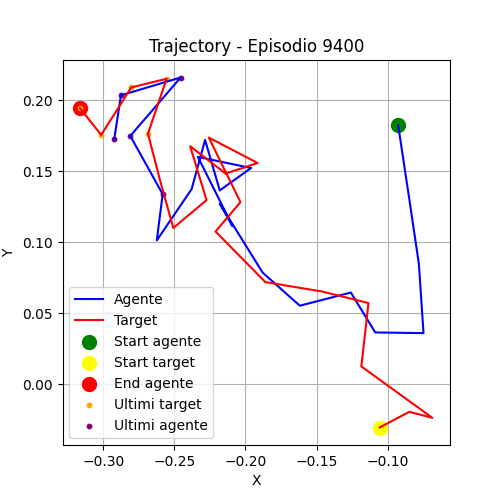 Trajectory - Episodio 9400
Y
0.20
0.15
0.10
0.05
0.00
Agente
Target
Start agente
Start target
End agente
Ultimi target
Ultimi agente
−0.30
−0.25
−0.20
−0.15
−0.10
X